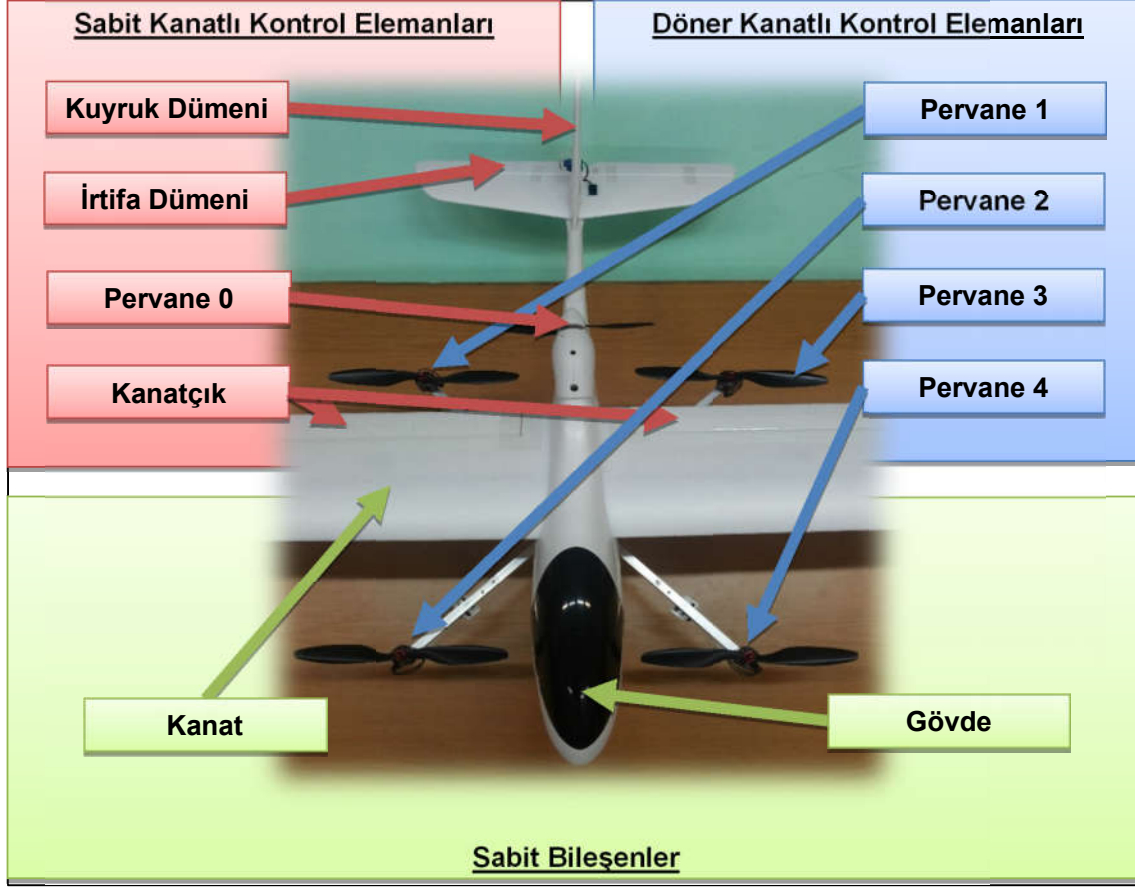 Sabit Kanatlı Kontrol Elemanları
Döner Kanatlı Kontrol Elemanları
Kuyruk Dümeni
İrtifa Dümeni
Pervane 0
Kanatçık
Pervane 1
Pervane 2
Pervane 3
Pervane 4
Kanat
Gövde
Sabit Bileşenler